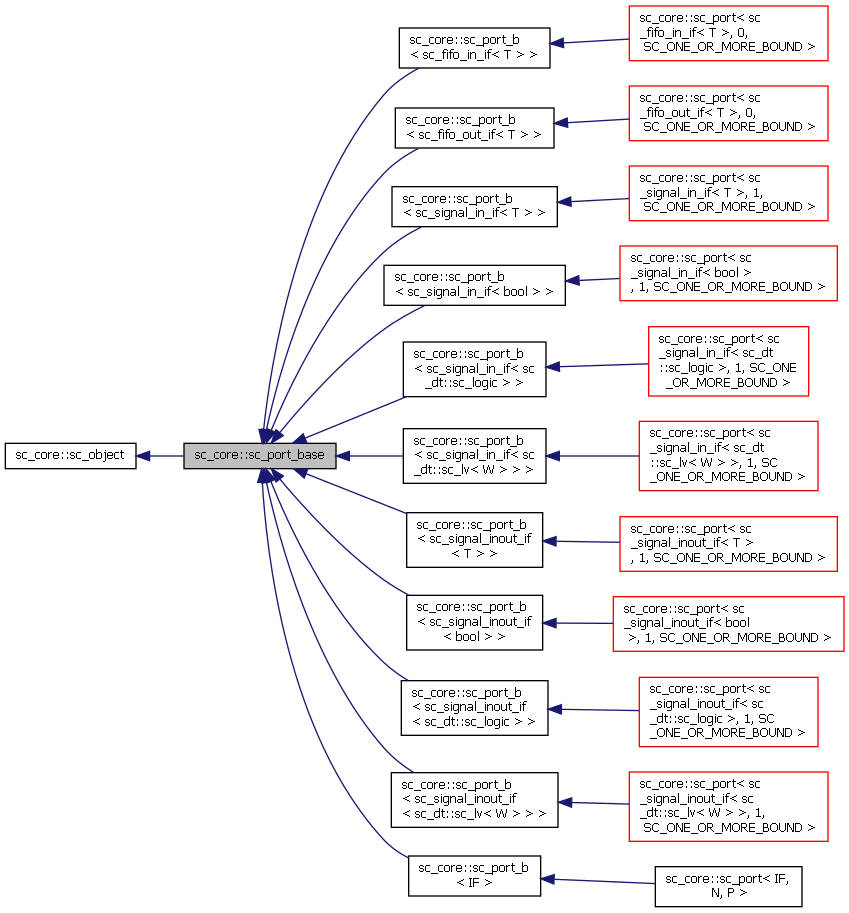 sc_core::sc_object
sc_core::sc_port_base
sc_core::sc_port_b
< sc_fifo_in_if< T > >
sc_core::sc_port< sc
_fifo_in_if< T >, 0,
SC_ONE_OR_MORE_BOUND >
sc_core::sc_port_b
< sc_fifo_out_if< T > >
sc_core::sc_port< sc
_fifo_out_if< T >, 0,
SC_ONE_OR_MORE_BOUND >
sc_core::sc_port_b
< sc_signal_in_if< T > >
sc_core::sc_port< sc
_signal_in_if< T >, 1,
SC_ONE_OR_MORE_BOUND >
sc_core::sc_port_b
< sc_signal_in_if< bool > >
sc_core::sc_port< sc
_signal_in_if< bool >
, 1, SC_ONE_OR_MORE_BOUND >
sc_core::sc_port_b
< sc_signal_in_if< sc
_dt::sc_logic > >
sc_core::sc_port< sc
_signal_in_if< sc_dt
::sc_logic >, 1, SC_ONE
_OR_MORE_BOUND >
sc_core::sc_port_b
< sc_signal_in_if< sc
_dt::sc_lv< W > > >
sc_core::sc_port< sc
_signal_in_if< sc_dt
::sc_lv< W > >, 1, SC
_ONE_OR_MORE_BOUND >
sc_core::sc_port_b
< sc_signal_inout_if
< T > >
sc_core::sc_port< sc
_signal_inout_if< T >
, 1, SC_ONE_OR_MORE_BOUND >
sc_core::sc_port_b
< sc_signal_inout_if
< bool > >
sc_core::sc_port< sc
_signal_inout_if< bool
>, 1, SC_ONE_OR_MORE_BOUND >
sc_core::sc_port_b
< sc_signal_inout_if
< sc_dt::sc_logic > >
sc_core::sc_port< sc
_signal_inout_if< sc
_dt::sc_logic >, 1, SC
_ONE_OR_MORE_BOUND >
sc_core::sc_port_b
< sc_signal_inout_if
< sc_dt::sc_lv< W > > >
sc_core::sc_port< sc
_signal_inout_if< sc
_dt::sc_lv< W > >, 1,
SC_ONE_OR_MORE_BOUND >
sc_core::sc_port_b
< IF >
sc_core::sc_port< IF,
N, P >